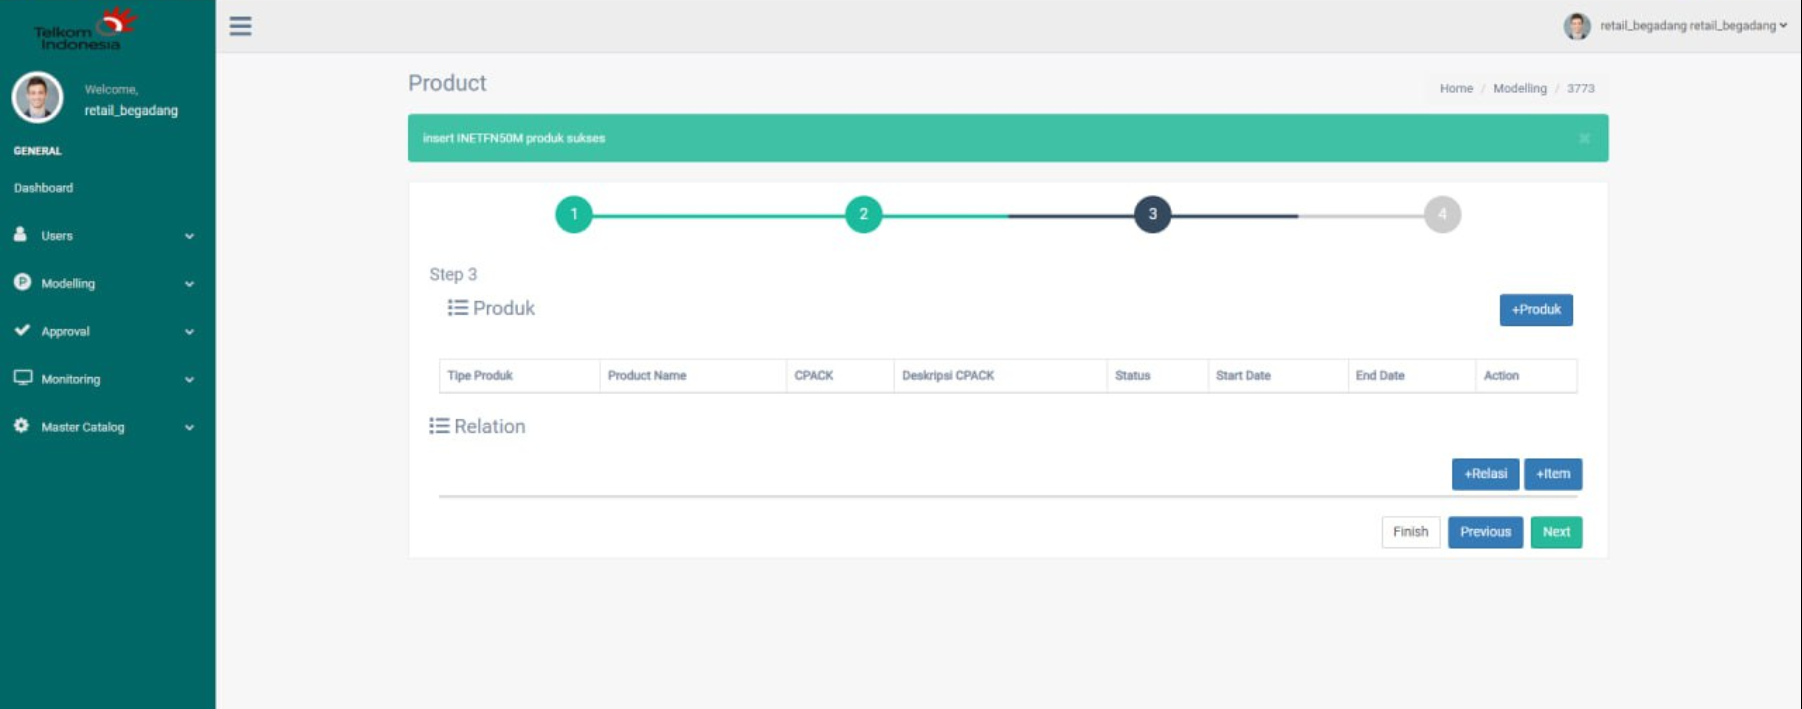 Telkom
Indonesia
retail_begadang retail_begadang
Welcome,
retail_begadang
GENERAL
Dashboard
Users
Modelling
Approval
Monitoring
Master Catalog
Product
Home / Modelling / 3773
insert INETFN50M produk sukses
×
1 2 3 4
Step 3
Produk
+Produk
Tipe Produk Product Name CPACK Deskripsi CPACK Status Start Date End Date Action
Relation
+Relasi +Item
Finish Previous Next